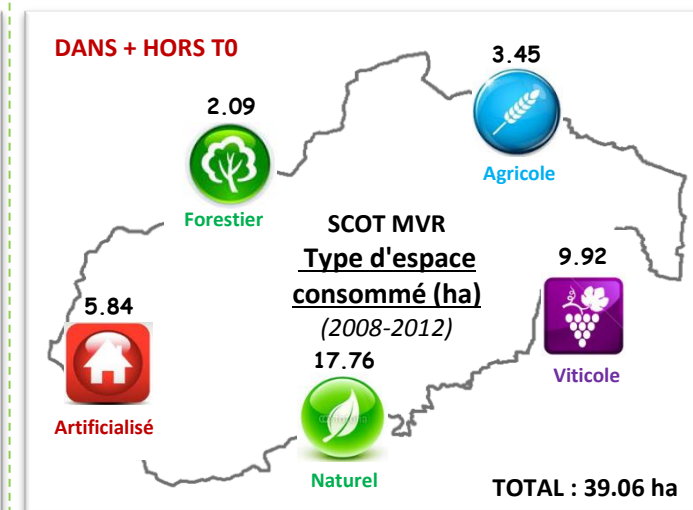 DANS + HORS T0
3.45
2.09
Agricole
Forestier
SCOT MVR
Type d'espace
consommé (ha)
(2008-2012)
9.92
5.84
17.76
Viticole
Artificialisé
Naturel
TOTAL : 39.06 ha